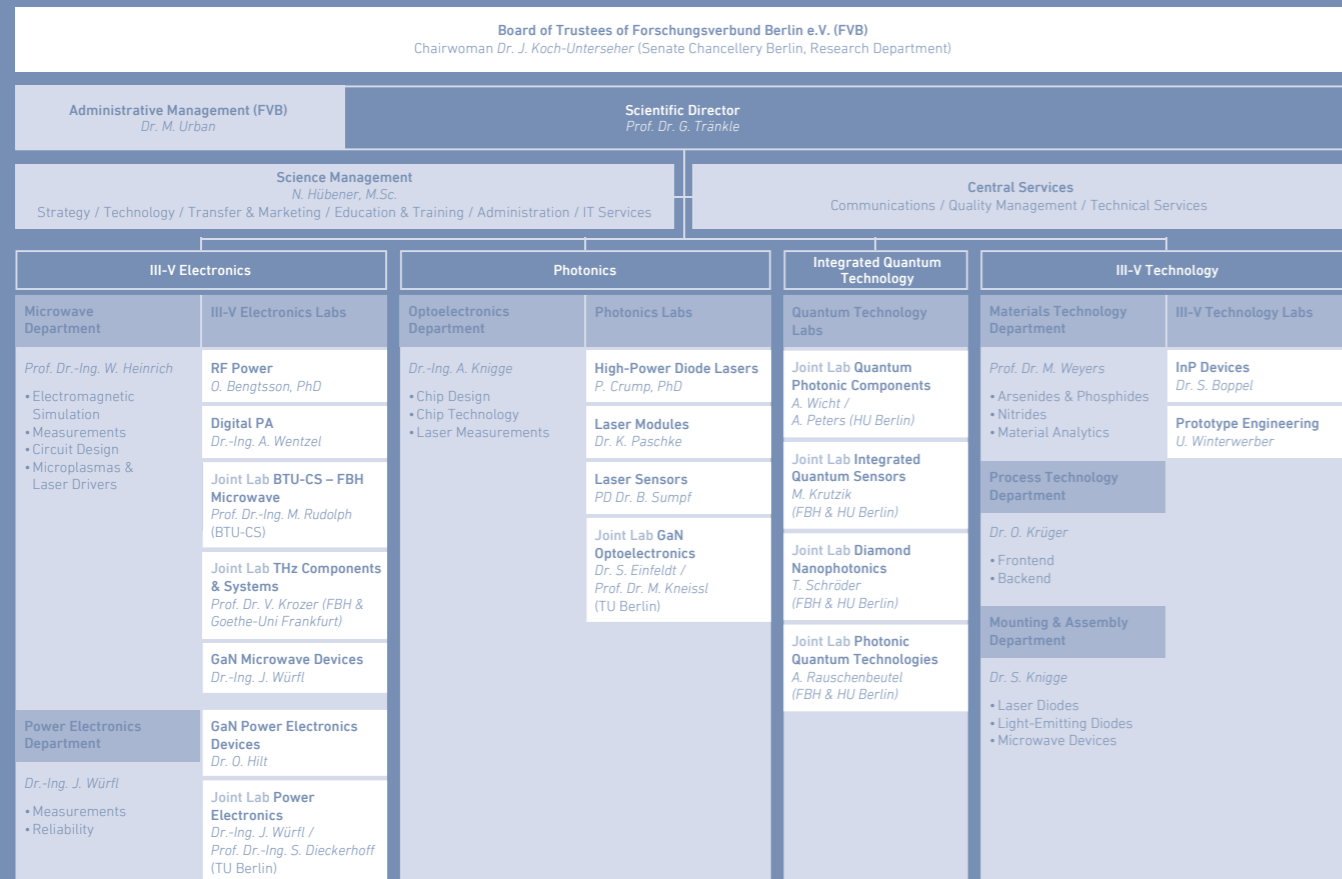 Board of Trustees of Forschungsverbund Berlin e.V. (FVB)
Chairwoman Dr. J. Koch-Unterseher (Senate Chancellery Berlin, Research Department)
Administrative Management (FVB)
Dr. M. Urban
Scientific Director
Prof. Dr. G. Tränkle
Science Management
N. Hübener, M.Sc.
Strategy / Technology / Transfer & Marketing / Education & Training / Administration / IT Services
Central Services
Communications / Quality Management / Technical Services
III-V Electronics
Microwave
Department
Prof. Dr.-Ing. W. Heinrich
• Electromagnetic
Simulation
• Measurements
• Circuit Design
• Microplasmas &
Laser Drivers
Power Electronics
Department
Dr.-Ing. J. Würfl
• Measurements
• Reliability
III-V Electronics Labs
RF Power
O. Bengtsson, PhD
Digital PA
Dr.-Ing. A. Wentzel
Joint Lab BTU-CS – FBH
Microwave
Prof. Dr.-Ing. M. Rudolph
(BTU-CS)
Joint Lab THz Components
& Systems
Prof. Dr. V. Krozer (FBH &
Goethe-Uni Frankfurt)
GaN Microwave Devices
Dr.-Ing. J. Würfl
GaN Power Electronics
Devices
Dr. O. Hilt
Joint Lab Power
Electronics
Dr.-Ing. J. Würfl /
Prof. Dr.-Ing. S. Dieckerhoff
(TU Berlin)
Photonics
Optoelectronics
Department
Dr.-Ing. A. Knigge
• Chip Design
• Chip Technology
• Laser Measurements
Photonics Labs
High-Power Diode Lasers
P. Crump, PhD
Laser Modules
Dr. K. Paschke
Laser Sensors
PD Dr. B. Sumpf
Joint Lab GaN
Optoelectronics
Dr. S. Einfeldt /
Prof. Dr. M. Kneissl
(TU Berlin)
Integrated Quantum
Technology
Quantum Technology
Labs
Joint Lab Quantum
Photonic Components
A. Wicht /
A. Peters (HU Berlin)
Joint Lab Integrated
Quantum Sensors
M. Krutzik
(FBH & HU Berlin)
Joint Lab Diamond
Nanophotonics
T. Schröder
(FBH & HU Berlin)
Joint Lab Photonic
Quantum Technologies
A. Rauschenbeutel
(FBH & HU Berlin)
III-V Technology
Materials Technology
Department
Prof. Dr. M. Weyers
• Arsenides & Phosphides
• Nitrides
• Material Analytics
Process Technology
Department
Dr. O. Krüger
• Frontend
• Backend
Mounting & Assembly
Department
Dr. S. Knigge
• Laser Diodes
• Light-Emitting Diodes
• Microwave Devices
III-V Technology Labs
InP Devices
Dr. S. Boppel
Prototype Engineering
U. Winterwerber